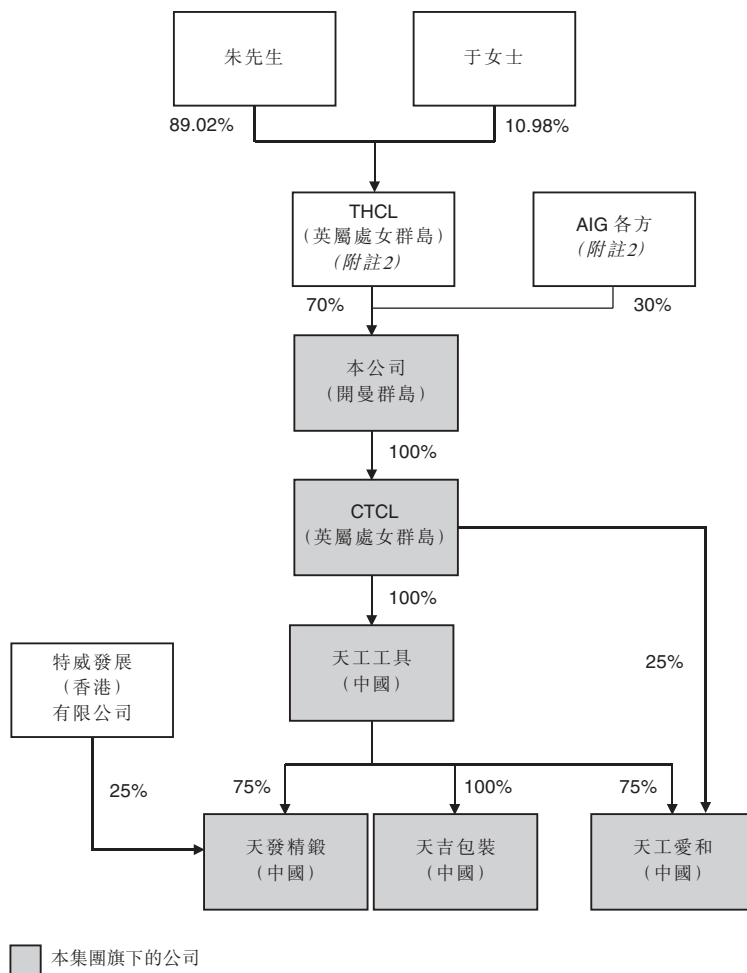 朱先生
于女士
89.02%
10.98%
THCL
(英屬處女群島)
(附註2)
AIG 各方
(附註2)
70%
30%
本公司
(開曼群島)
100%
CTCL
(英屬處女群島)
100%
天工工具
(中國)
特威發展
(香港)
有限公司
25%
25%
75%
100%
75%
天發精鍛
(中國)
天吉包裝
(中國)
天工愛和
(中國)
本集團旗下的公司